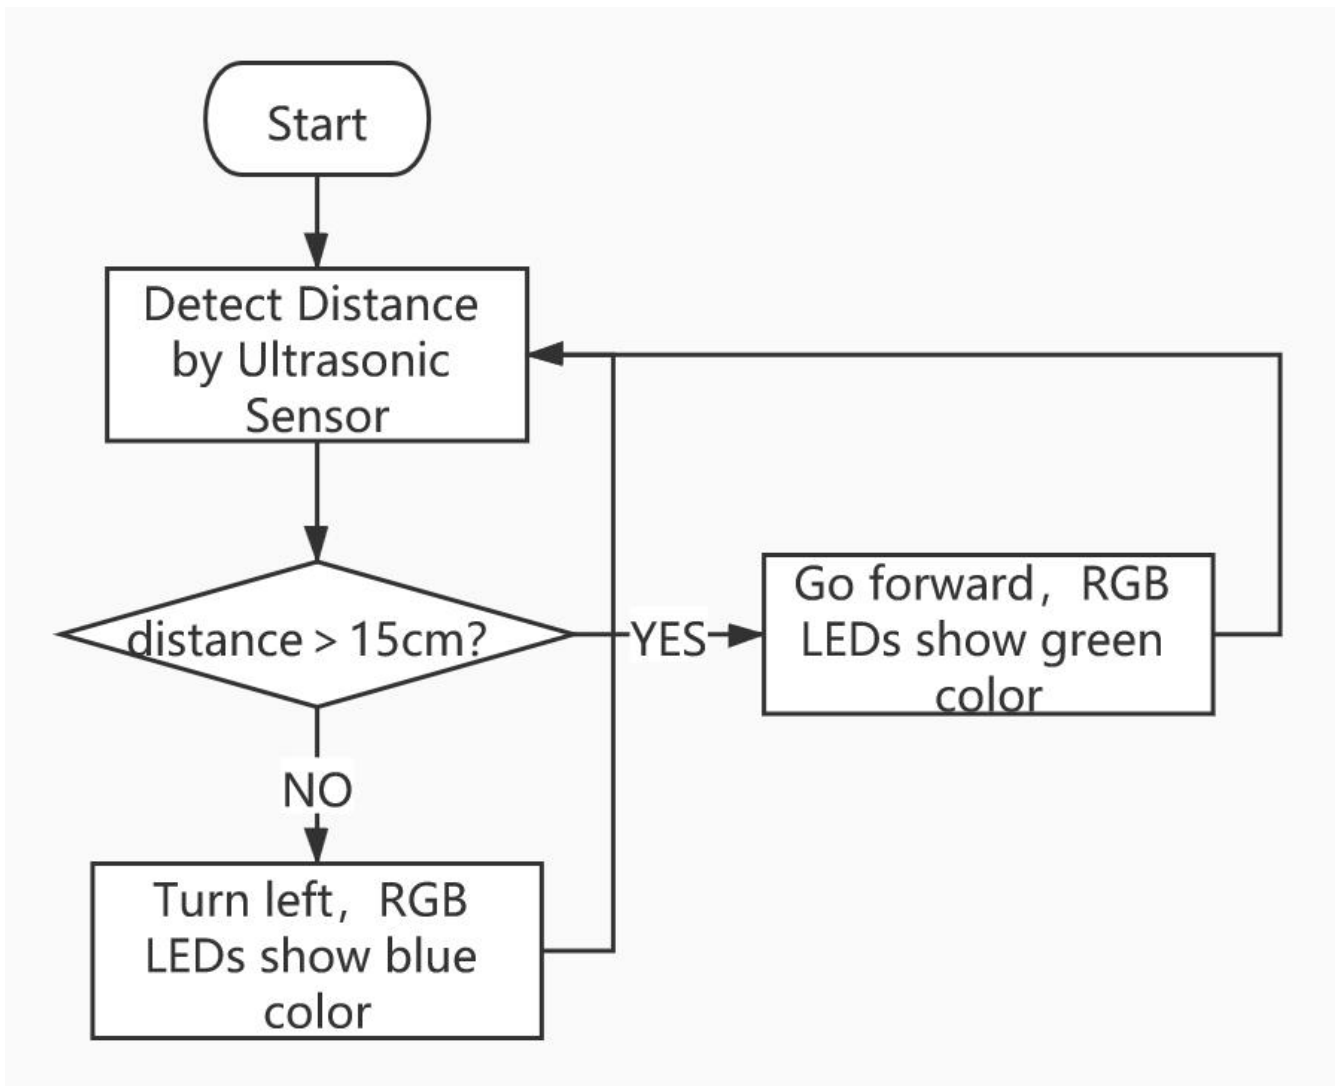 Start
Detect Distance
by Ultrasonic
Sensor
distance > 15cm?
YES
Go forward，RGB
LEDs show green
color
NO
Turn left，RGB
LEDs show blue
color